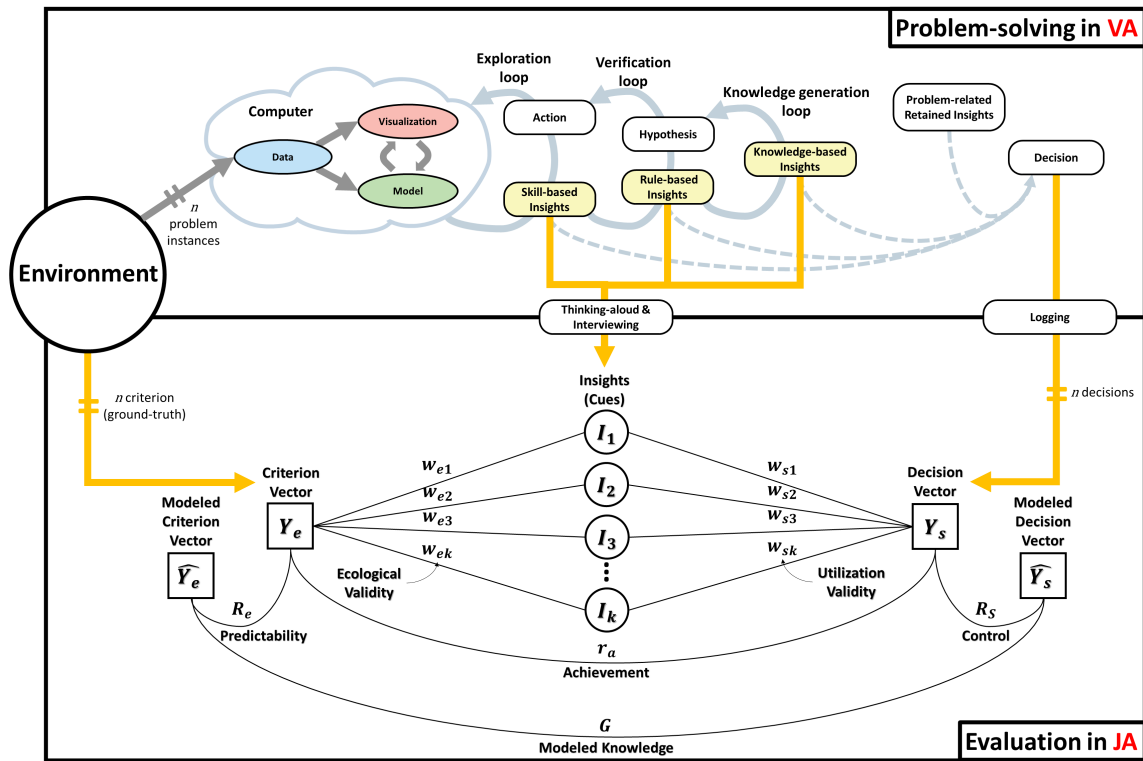 Problem-solving in VA
Exploration
loop
Verification
loop
Knowledge generation
loop
Problem-related
Retained Insights
Computer
Visualization
Data
Model
Action
Hypothesis
Knowledge-based
Insights
Decision
Skill-based
Insights
Rule-based
Insights
n
problem
instances
Environment
Thinking-aloud &
Interviewing
Logging
n criterion
(ground-truth)
Insights
(Cues)
n decisions
Modeled
Criterion
Vector
Criterion
Vector
Decision
Vector
Modeled
Decision
Vector
I₁
I₂
I₃
Iₖ
wₑ₁
wₑ₂
wₑ₃
wₑₖ
wₛ₁
wₛ₂
wₛ₃
wₛₖ
Yₑ
Yₛ
Ŷₑ
Ŷₛ
Ecological
Validity
Utilization
Validity
Rₑ
Predictability
R_S
Control
rₐ
Achievement
G
Modeled Knowledge
Evaluation in JA